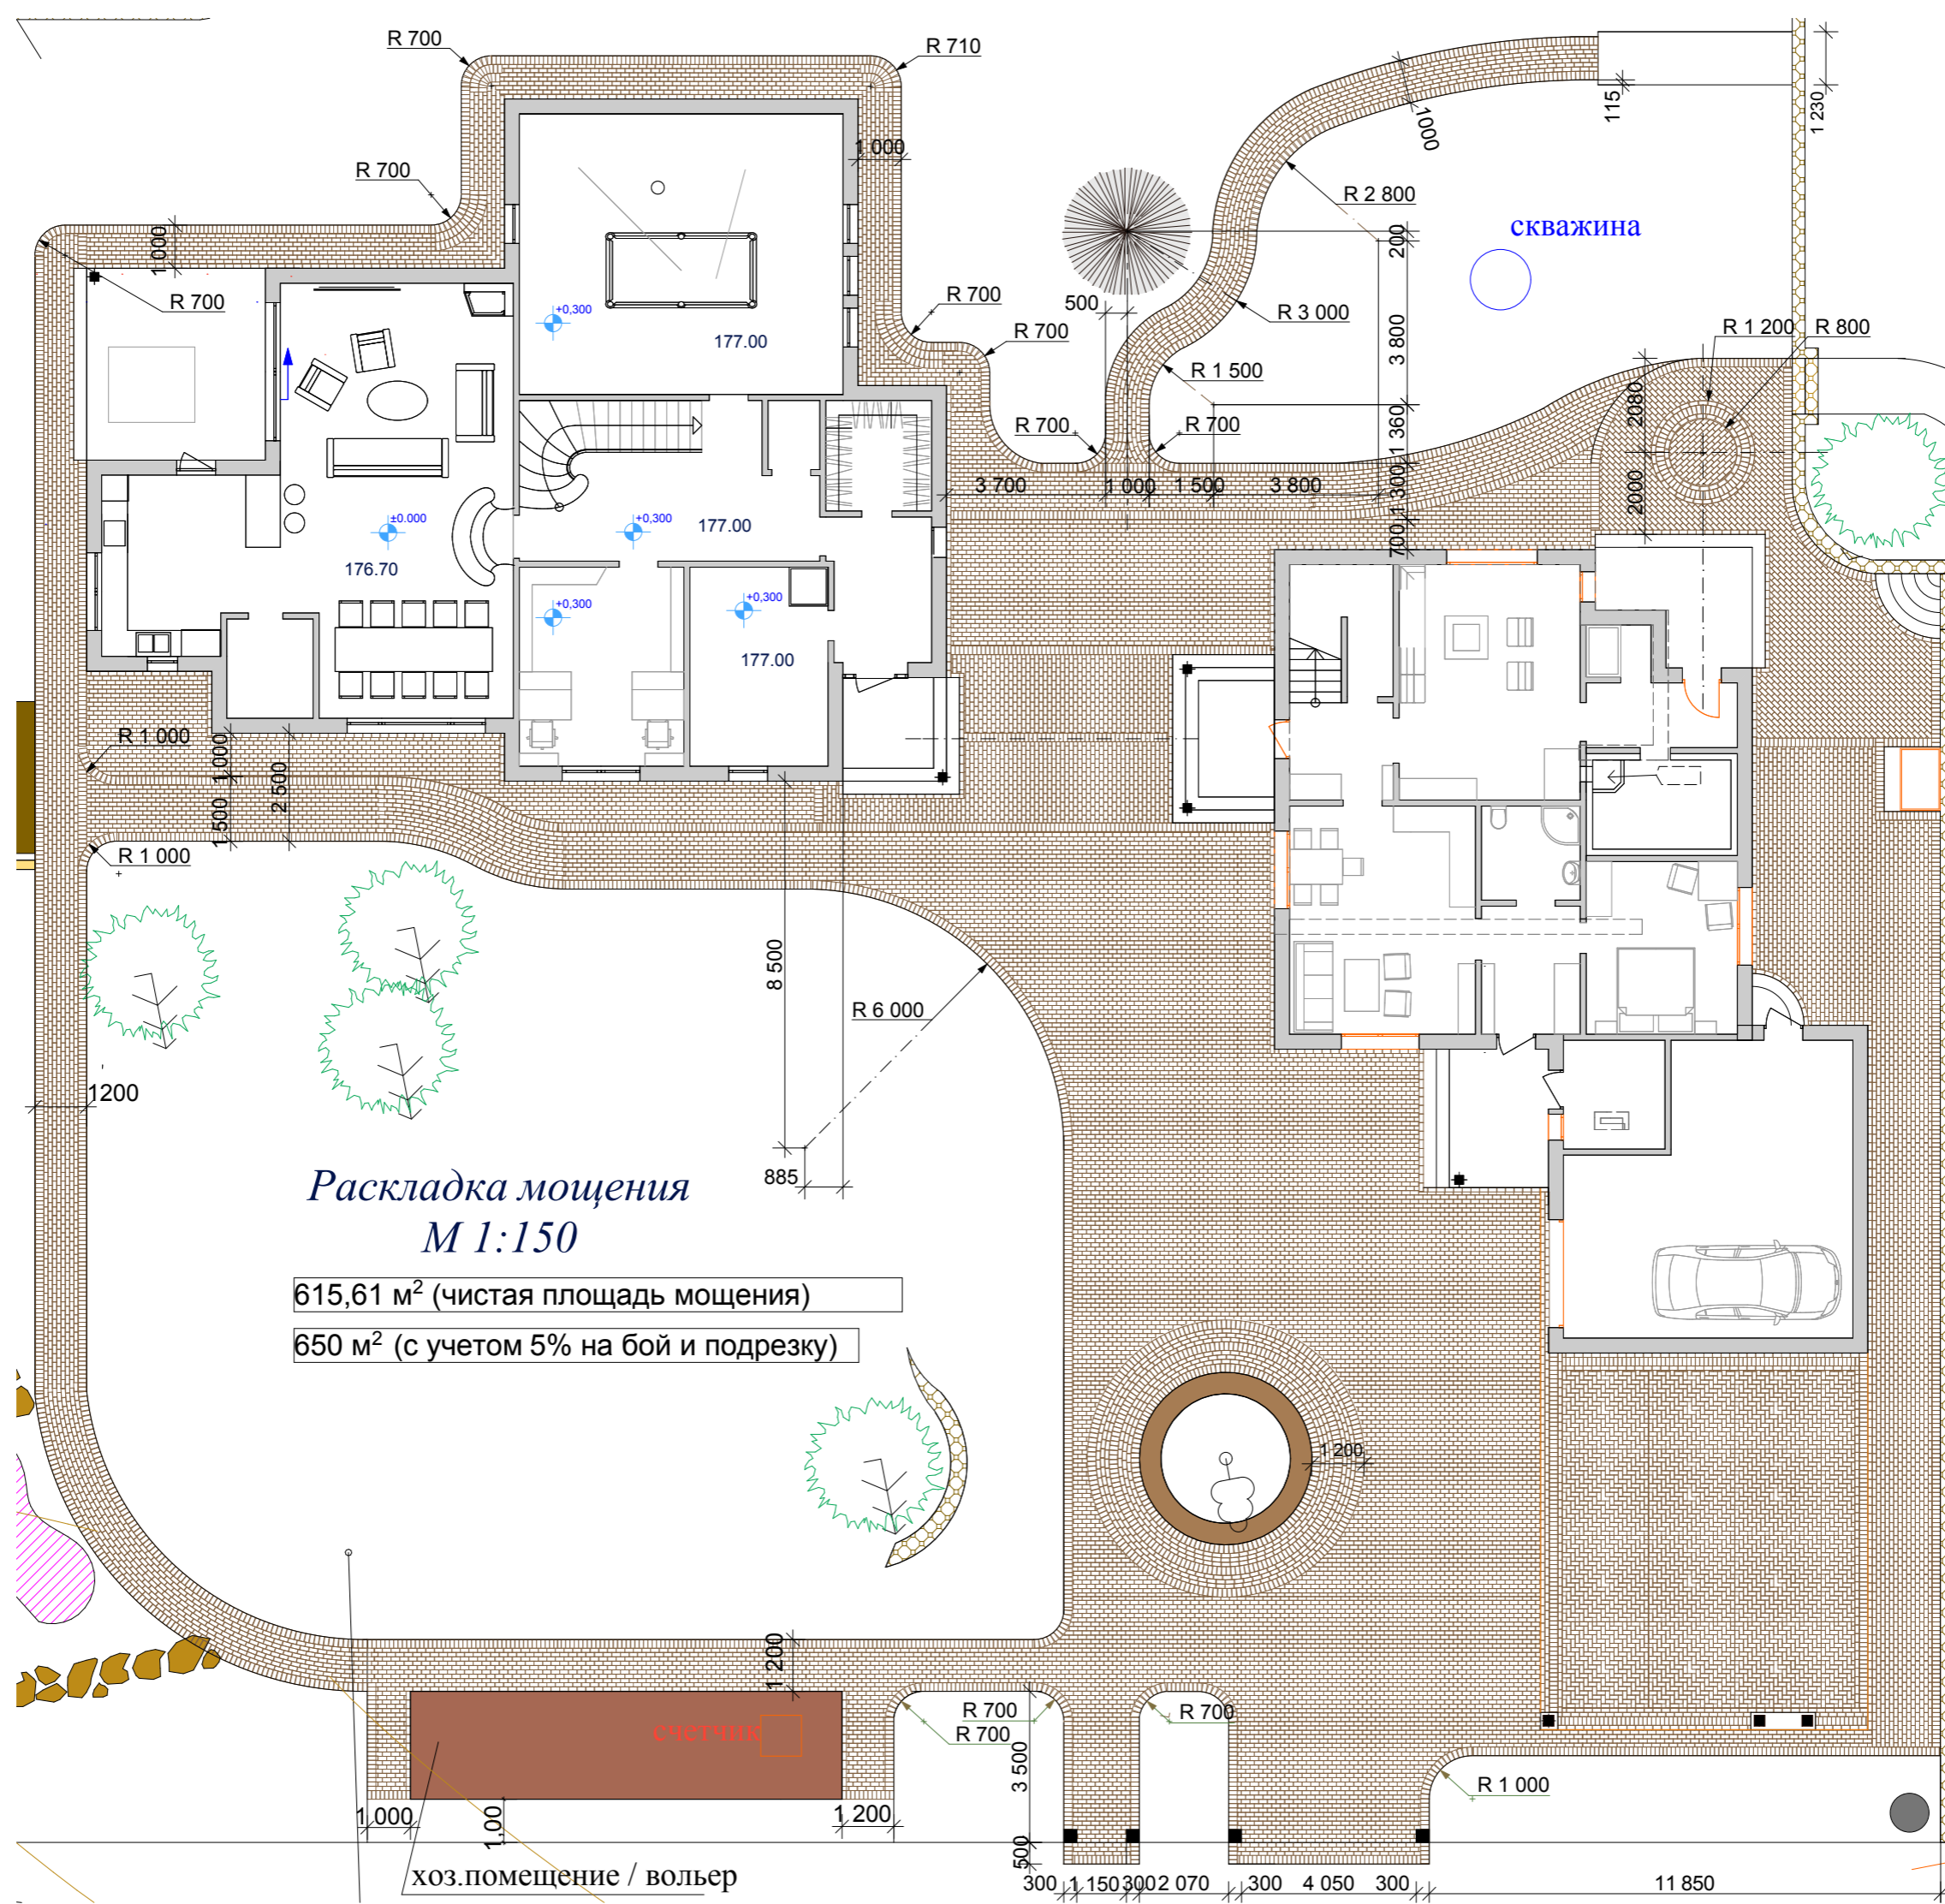 R 700
R 710
115
1 230
1000
1 000
R 700
R 2 800
скважина
200
1 000
R 700
500
R 3 000
3 800
+0,300
177.00
R 700
R 700
R 1 500
R 1 200
R 800
2080
1 360
R 700
R 700
3 700
1 000
1 500
3 800
1 300
2000
700
±0.000
176.70
+0,300
177.00
+0,300
+0,300
177.00
R 1 000
1 000
2 500
1 500
R 1 000
8 500
R 6 000
1200
885
Раскладка мощения
М 1:150
615,61 м² (чистая площадь мощения)
650 м² (с учетом 5% на бой и подрезку)
1 200
1 200
счетчик
R 700
R 700
R 700
3 500
R 1 000
1 000
1,00
1 200
500
хоз.помещение / вольер
300
1 150
300
2 070
300
4 050
300
11 850